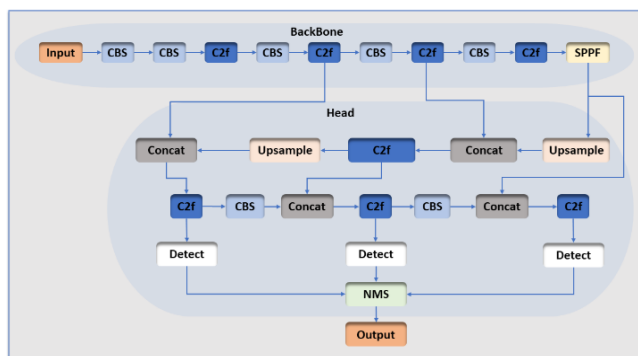 BackBone
Input CBS CBS C2f CBS C2f CBS C2f CBS C2f SPPF
Head
Concat Upsample C2f Concat Upsample
C2f CBS Concat C2f CBS Concat C2f
Detect Detect Detect
NMS
Output